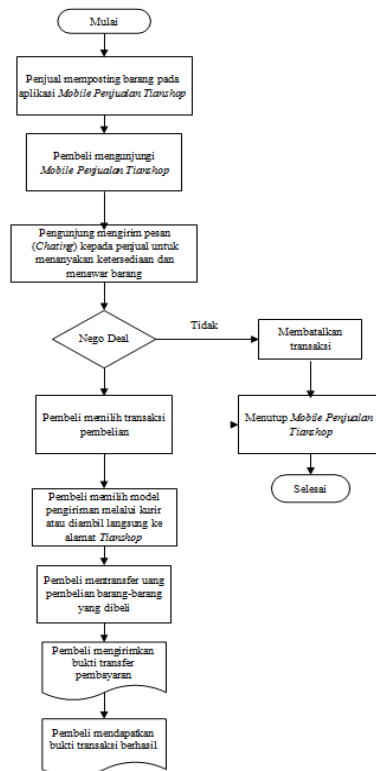 Mulai
Penjual memposting barang pada
aplikasi Mobile Penjualan Tianshop
Pembeli mengunjungi
Mobile Penjualan Tianshop
Pengunjung mengirim pesan
(Chating) kepada penjual untuk
menanyakan ketersediaan dan
menawar barang
Nego Deal
Tidak
Membatalkan
transaksi
Pembeli memilih transaksi
pembelian
Menutup Mobile Penjualan
Tianshop
Selesai
Pembeli memilih model
pengiriman melalui kurir
atau diambil langsung ke
alamat Tianshop
Pembeli mentransfer uang
pembelian barang-barang
yang dibeli
Pembeli mengirimkan
bukti transfer
pembayaran
Pembeli mendapatkan
bukti transaksi berhasil